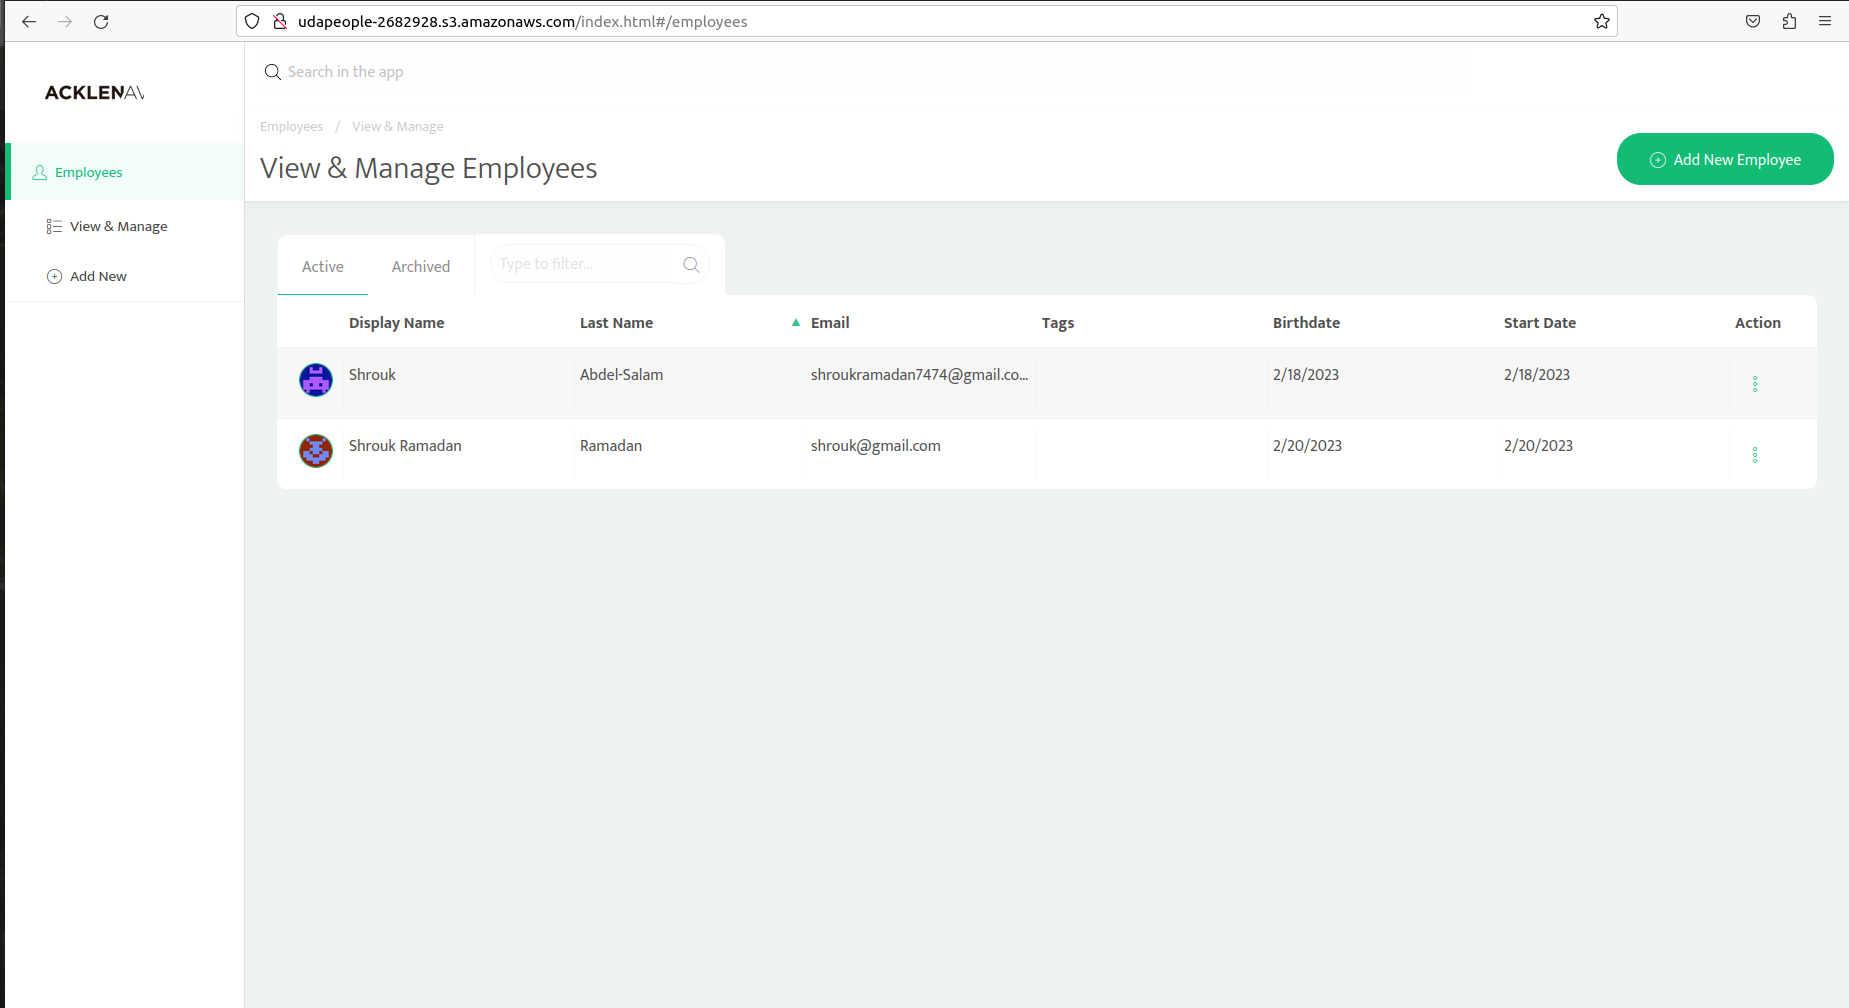 udapeople-2682928.s3.amazonaws.com/index.html#/employees
ACKLENAV
Search in the app
Employees / View & Manage
View & Manage Employees
Add New Employee
Employees
View & Manage
Add New
Active Archived Type to filter...
Display Name Last Name Email Tags Birthdate Start Date Action
Shrouk Abdel-Salam shroukramadan7474@gmail.co... 2/18/2023 2/18/2023
Shrouk Ramadan Ramadan shrouk@gmail.com 2/20/2023 2/20/2023